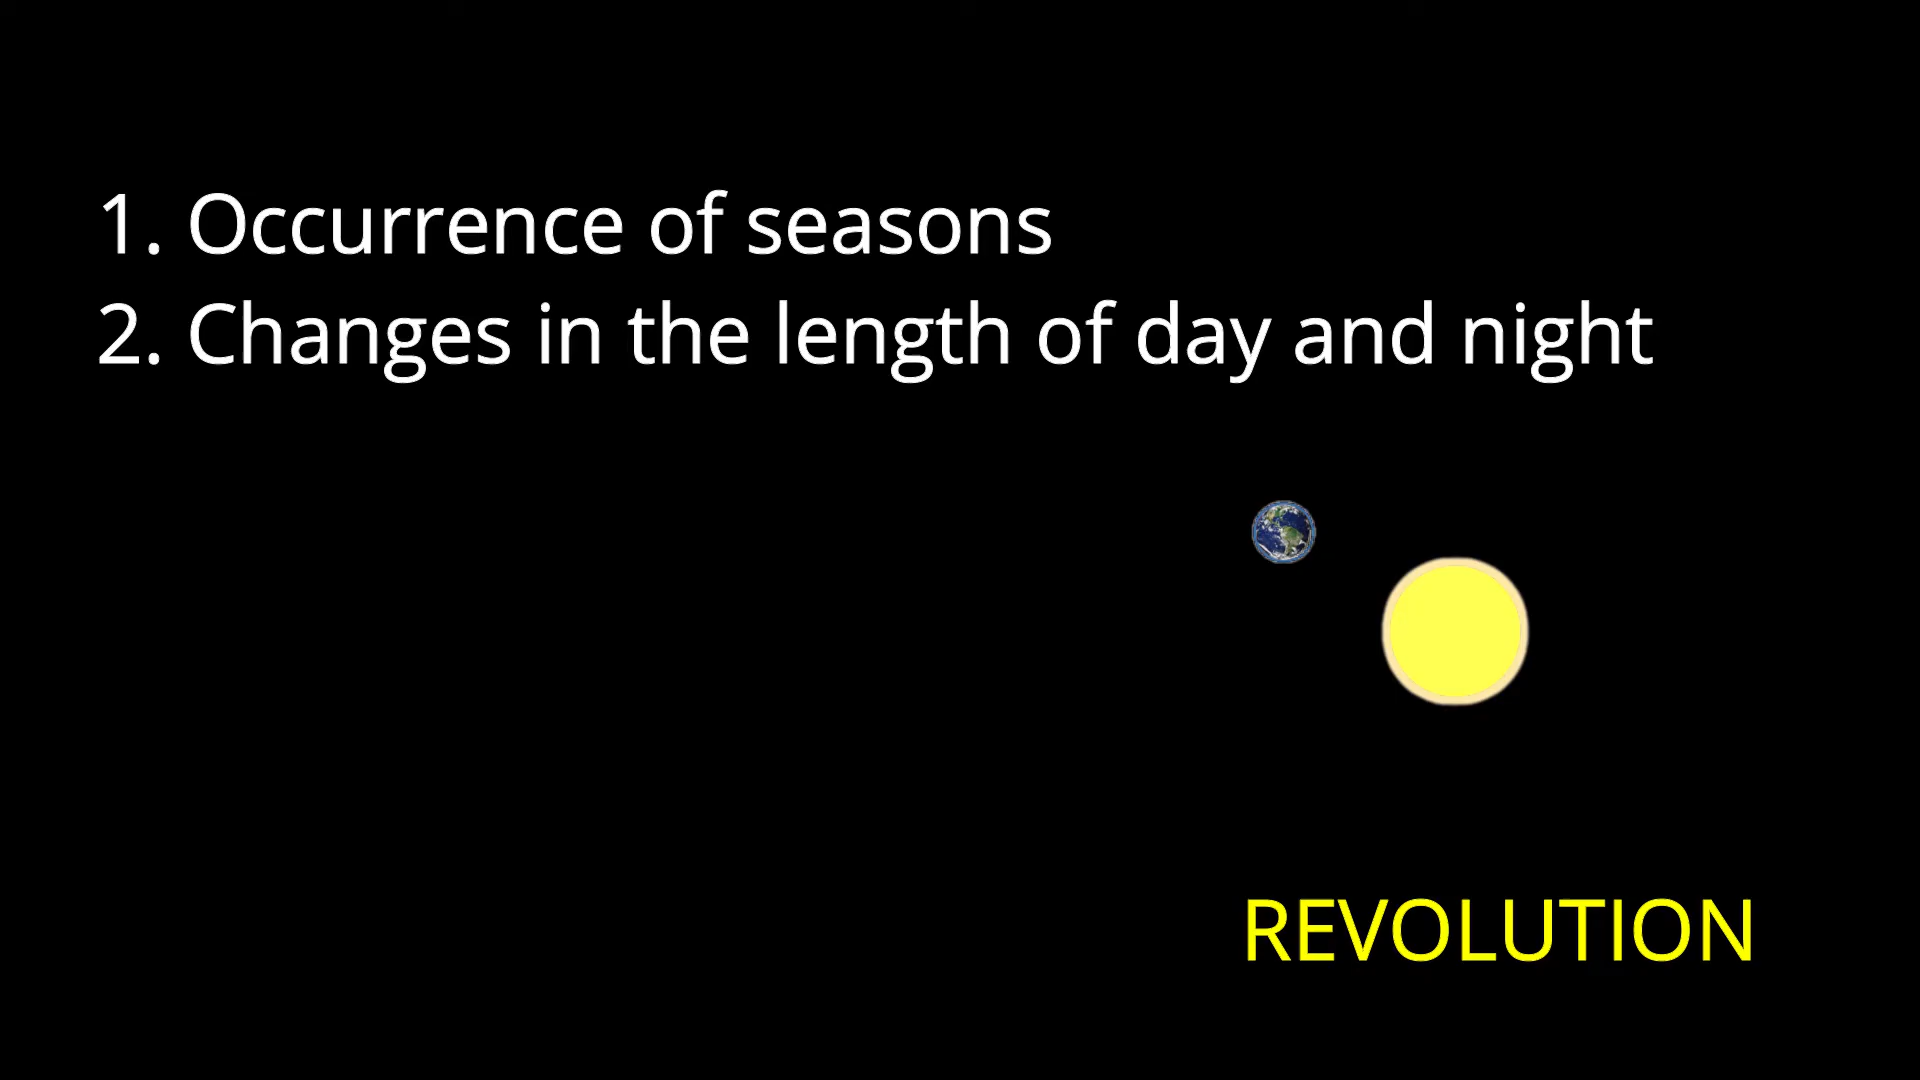 1. Occurrence of seasons
2. Changes in the length of day and night
REVOLUTION